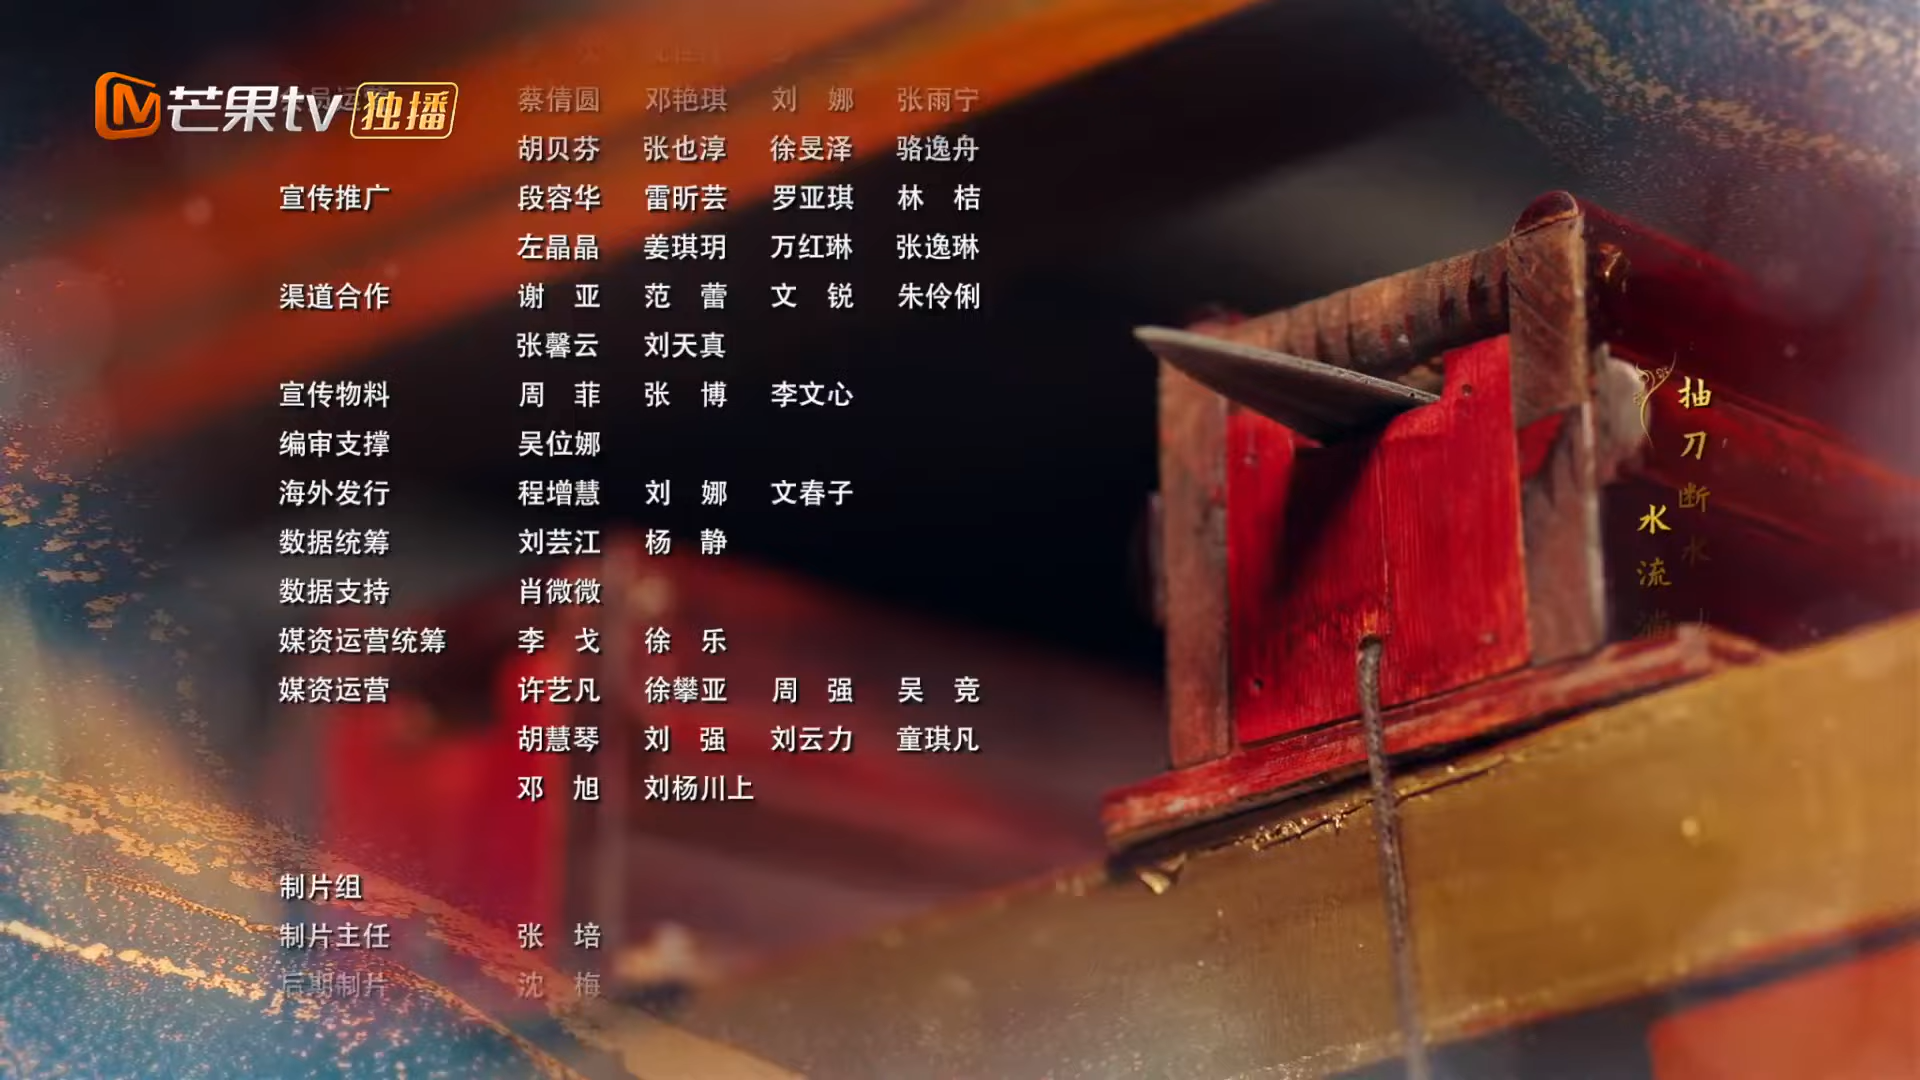 芒果tv 独播
蔡倩圆 邓艳琪 刘 娜 张雨宁
胡贝芬 张也淳 徐旻泽 骆逸舟
宣传推广 段容华 雷昕芸 罗亚琪 林 桔
左晶晶 姜琪玥 万红琳 张逸琳
渠道合作 谢 亚 范 蕾 文 锐 朱伶俐
张馨云 刘天真
宣传物料 周 菲 张 博 李文心
编审支撑 吴位娜
海外发行 程增慧 刘 娜 文春子
数据统筹 刘芸江 杨 静
数据支持 肖微微
媒资运营统筹 李 戈 徐 乐
媒资运营 许艺凡 徐攀亚 周 强 吴 竞
胡慧琴 刘 强 刘云力 童琪凡
邓 旭 刘杨川上
制片组
制片主任 张 培
后期制片 沈 梅
抽刀断水
水流